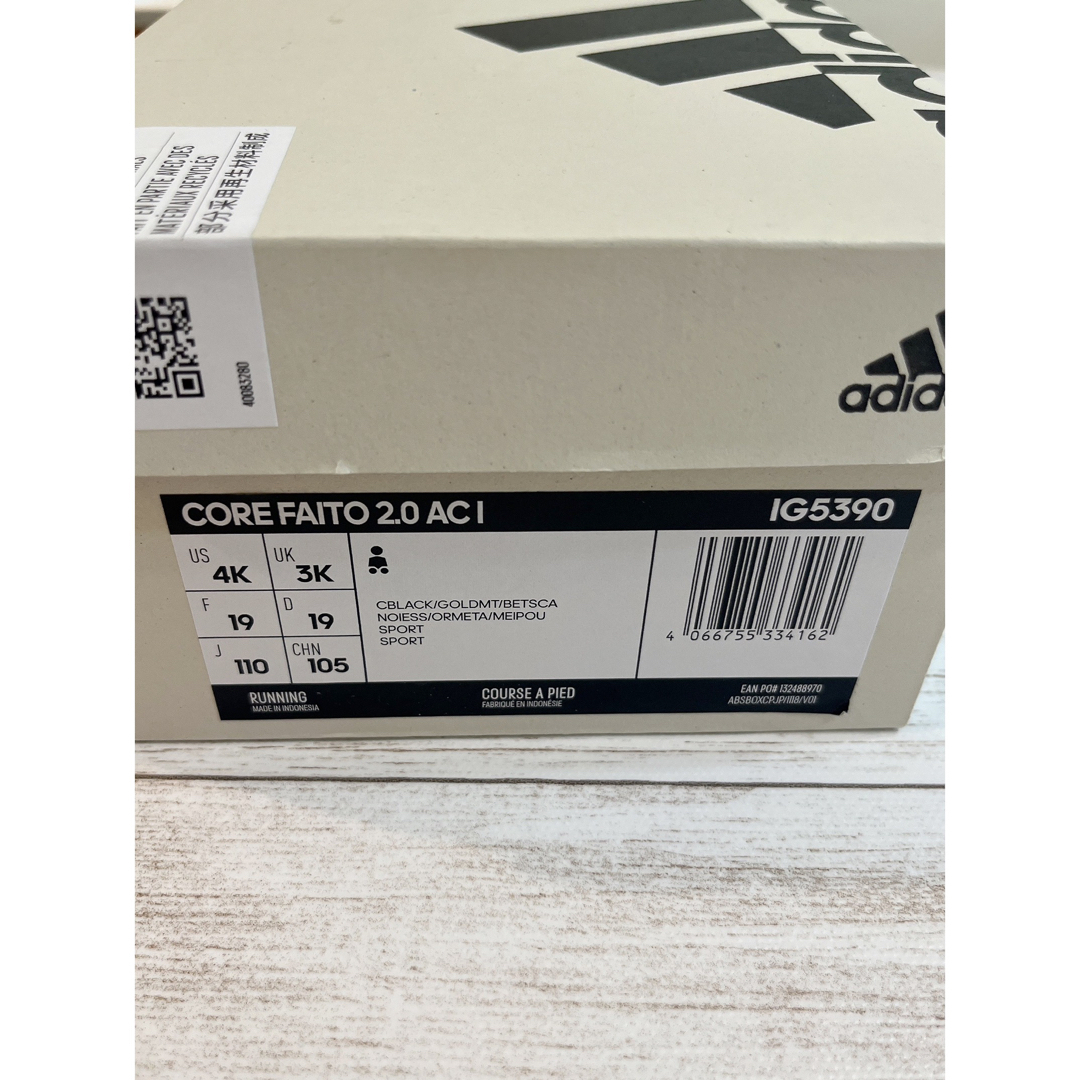 EN PARTIE AVEC DES
MATÉRIAUX RECYCLÉS
部分采用再生材料制成
40083280
adid
CORE FAITO 2.0 AC I
IG5390
US 4K
UK 3K
F 19
D 19
J 110
CHN 105
CBLACK/GOLDMT/BETSCA
NOIESS/ORMETA/MEIPOU
SPORT
SPORT
4 066755 334162
RUNNING
MADE IN INDONESIA
COURSE A PIED
FABRIQUÉ EN INDONÉSIE
EAN PO# 132488970
ABSBOXCPJP/1118/V01